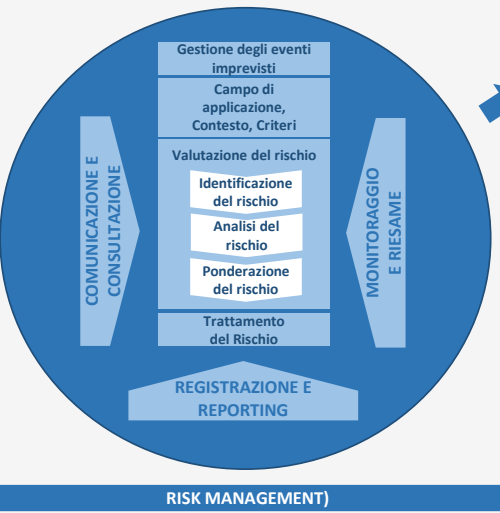 Gestione degli eventi
imprevisti
Campo di
applicazione,
Contesto, Criteri
Valutazione del rischio
Identificazione
del rischio
Analisi del
rischio
Ponderazione
del rischio
Trattamento
del Rischio
COMUNICAZIONE E
CONSULTAZIONE
MONITORAGGIO
E RIESAME
REGISTRAZIONE E
REPORTING
RISK MANAGEMENT)